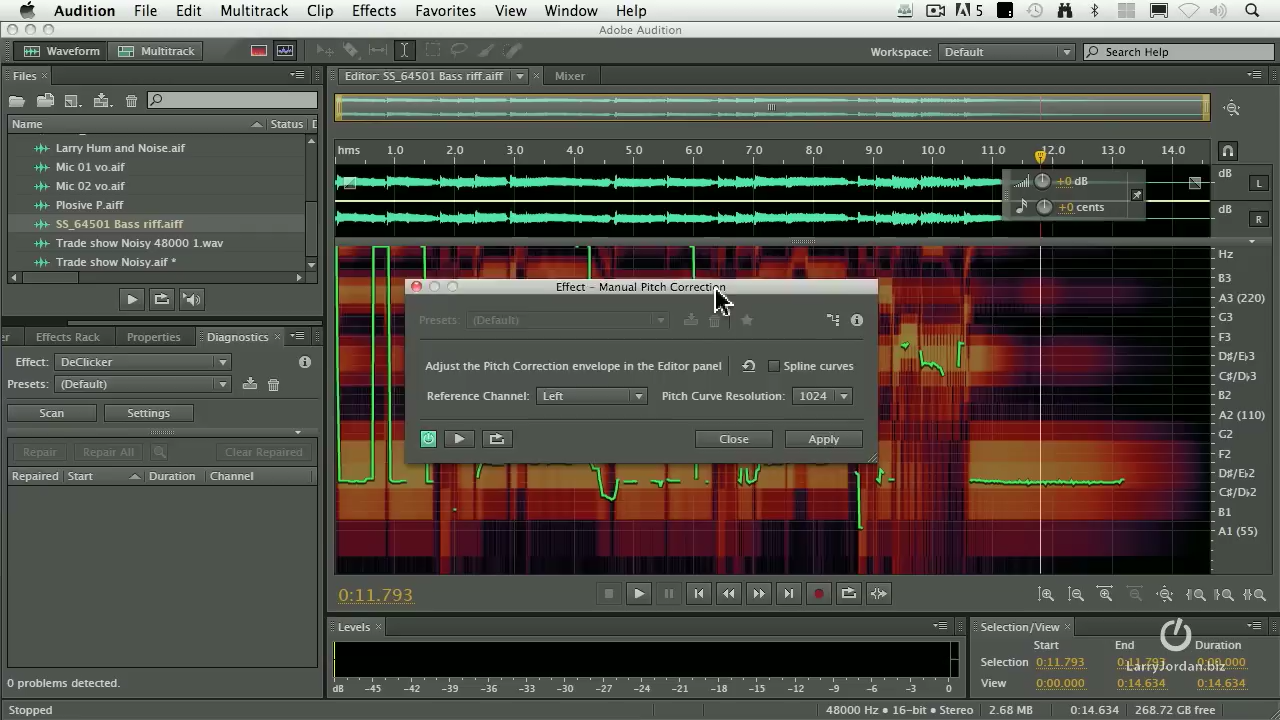 Audition File Edit Multitrack Clip Effects Favorites View Window Help 5
Adobe Audition
Waveform Multitrack Workspace: Default Search Help
Files Editor: SS_64501 Bass riff.aiff Mixer
Name Status D
Larry Hum and Noise.aif
Mic 01 vo.aif
Mic 02 vo.aif
Plosive P.aiff
SS_64501 Bass riff.aiff
Trade show Noisy 48000 1.wav
Trade show Noisy.aif *
hms 1.0 2.0 3.0 4.0 5.0 6.0 7.0 8.0 9.0 10.0 11.0 12.0 13.0 14.0
dB
L
+0 dB
dB
R
+0 cents
er Effects Rack Properties Diagnostics
Effect: DeClicker
Presets: (Default)
Scan Settings
Repair Repair All Clear Repaired
Repaired Start Duration Channel
0 problems detected.
Effect – Manual Pitch Correction
Presets: (Default)
Adjust the Pitch Correction envelope in the Editor panel Spline curves
Reference Channel: Left Pitch Curve Resolution: 1024
Close Apply
Hz
B3
A3 (220)
G3
F3
D#/E♭3
C#/D♭3
B2
A2 (110)
G2
F2
D#/E♭2
C#/D♭2
B1
A1 (55)
0:11.793
Levels
dB -45 -42 -39 -36 -33 -30 -27 -24 -21 -18 -15 -12 -9 -6 -3 0
Selection/View
Start End Duration
Selection 0:11.793 0:11.793 0:00.000
View 0:00.000 0:14.634 0:14.634
LarryJordan.biz
Stopped 48000 Hz • 16-bit • Stereo 2.68 MB 0:14.634 268.72 GB free